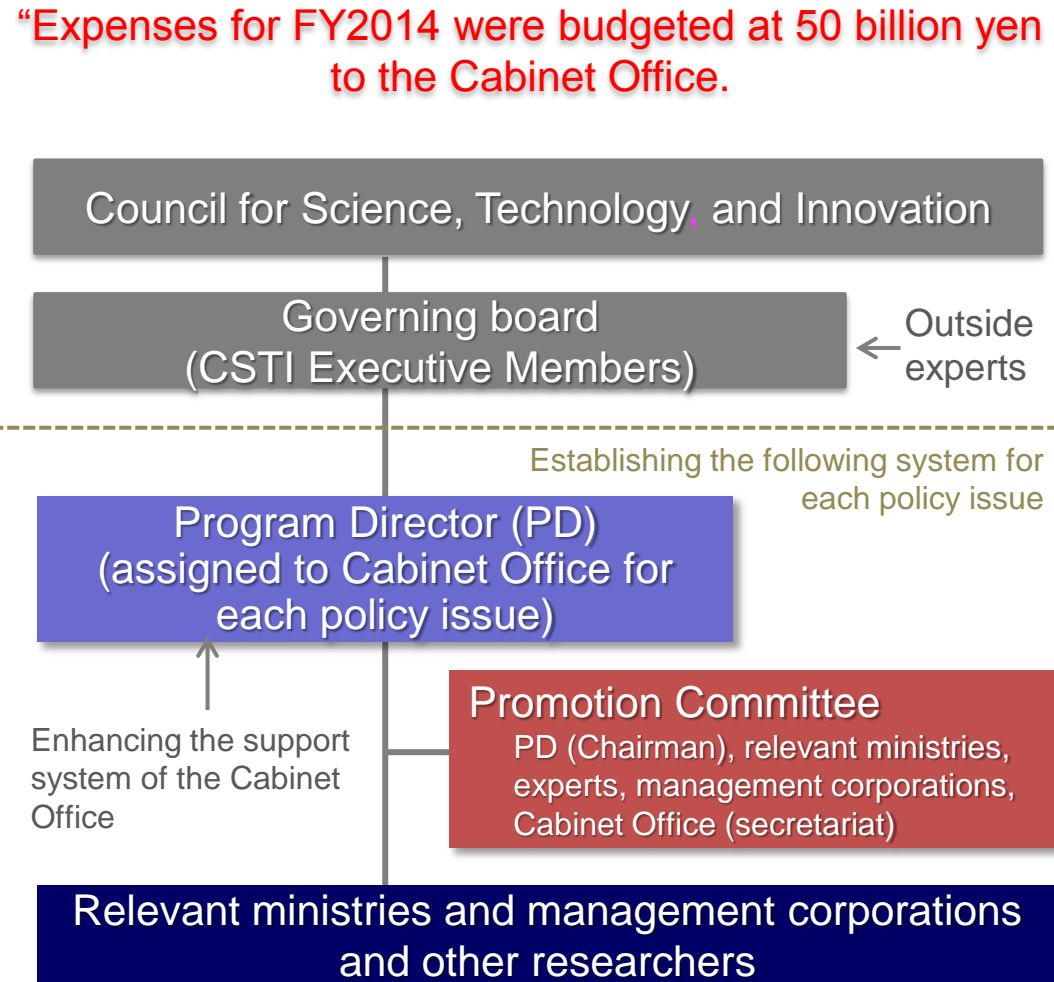 “Expenses for FY2014 were budgeted at 50 billion yen
to the Cabinet Office.
Council for Science, Technology, and Innovation
Governing board
(CSTI Executive Members)
Outside
experts
Establishing the following system for
each policy issue
Program Director (PD)
(assigned to Cabinet Office for
each policy issue)
Enhancing the support
system of the Cabinet
Office
Promotion Committee
PD (Chairman), relevant ministries,
experts, management corporations,
Cabinet Office (secretariat)
Relevant ministries and management corporations
and other researchers